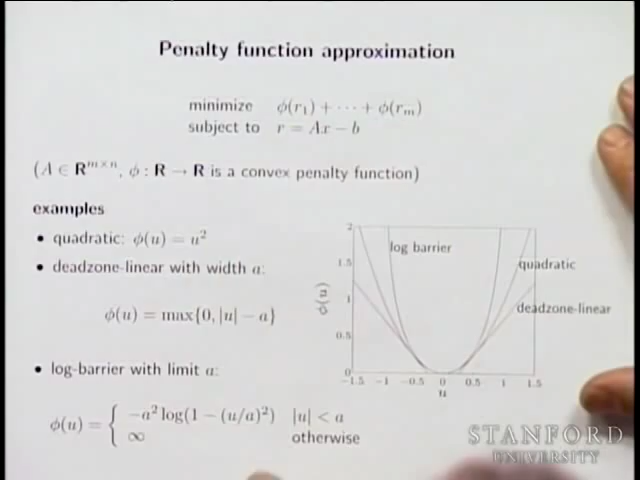 Penalty function approximation
minimize ϕ(r₁) + ⋯ + ϕ(rₘ)
subject to r = Ax − b
(A ∈ R^{m×n}, ϕ : R → R is a convex penalty function)
examples
• quadratic: ϕ(u) = u²
• deadzone-linear with width a:
ϕ(u) = max{0, |u| − a}
• log-barrier with limit a:
ϕ(u) = { −a² log(1 − (u/a)²) |u| < a
∞ otherwise
2
log barrier
1.5
quadratic
ϕ(u)
1
deadzone-linear
0.5
0
−1.5 −1 −0.5 0 0.5 1 1.5
u
STANFORD
UNIVERSITY